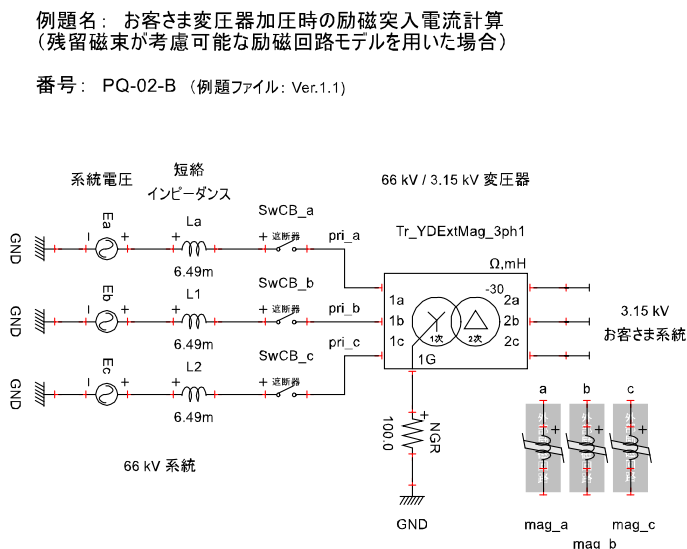 例題名： お客さま変圧器加圧時の励磁突入電流計算
（残留磁束が考慮可能な励磁回路モデルを用いた場合）
番号： PQ-02-B （例題ファイル： Ver.1.1）
系統電圧
短絡
インピーダンス
66 kV / 3.15 kV 変圧器
GND
Ea
La
6.49m
SwCB_a
遮断器
pri_a
Tr_YDExtMag_3ph1
Ω,mH
GND
Eb
L1
6.49m
SwCB_b
遮断器
pri_b
1a
1b
1c
1G
1次
2次
-30
2a
2b
2c
3.15 kV
お客さま系統
GND
Ec
L2
6.49m
SwCB_c
遮断器
pri_c
66 kV 系統
NGR
100.0
GND
a
b
c
mag_a
mag_b
mag_c